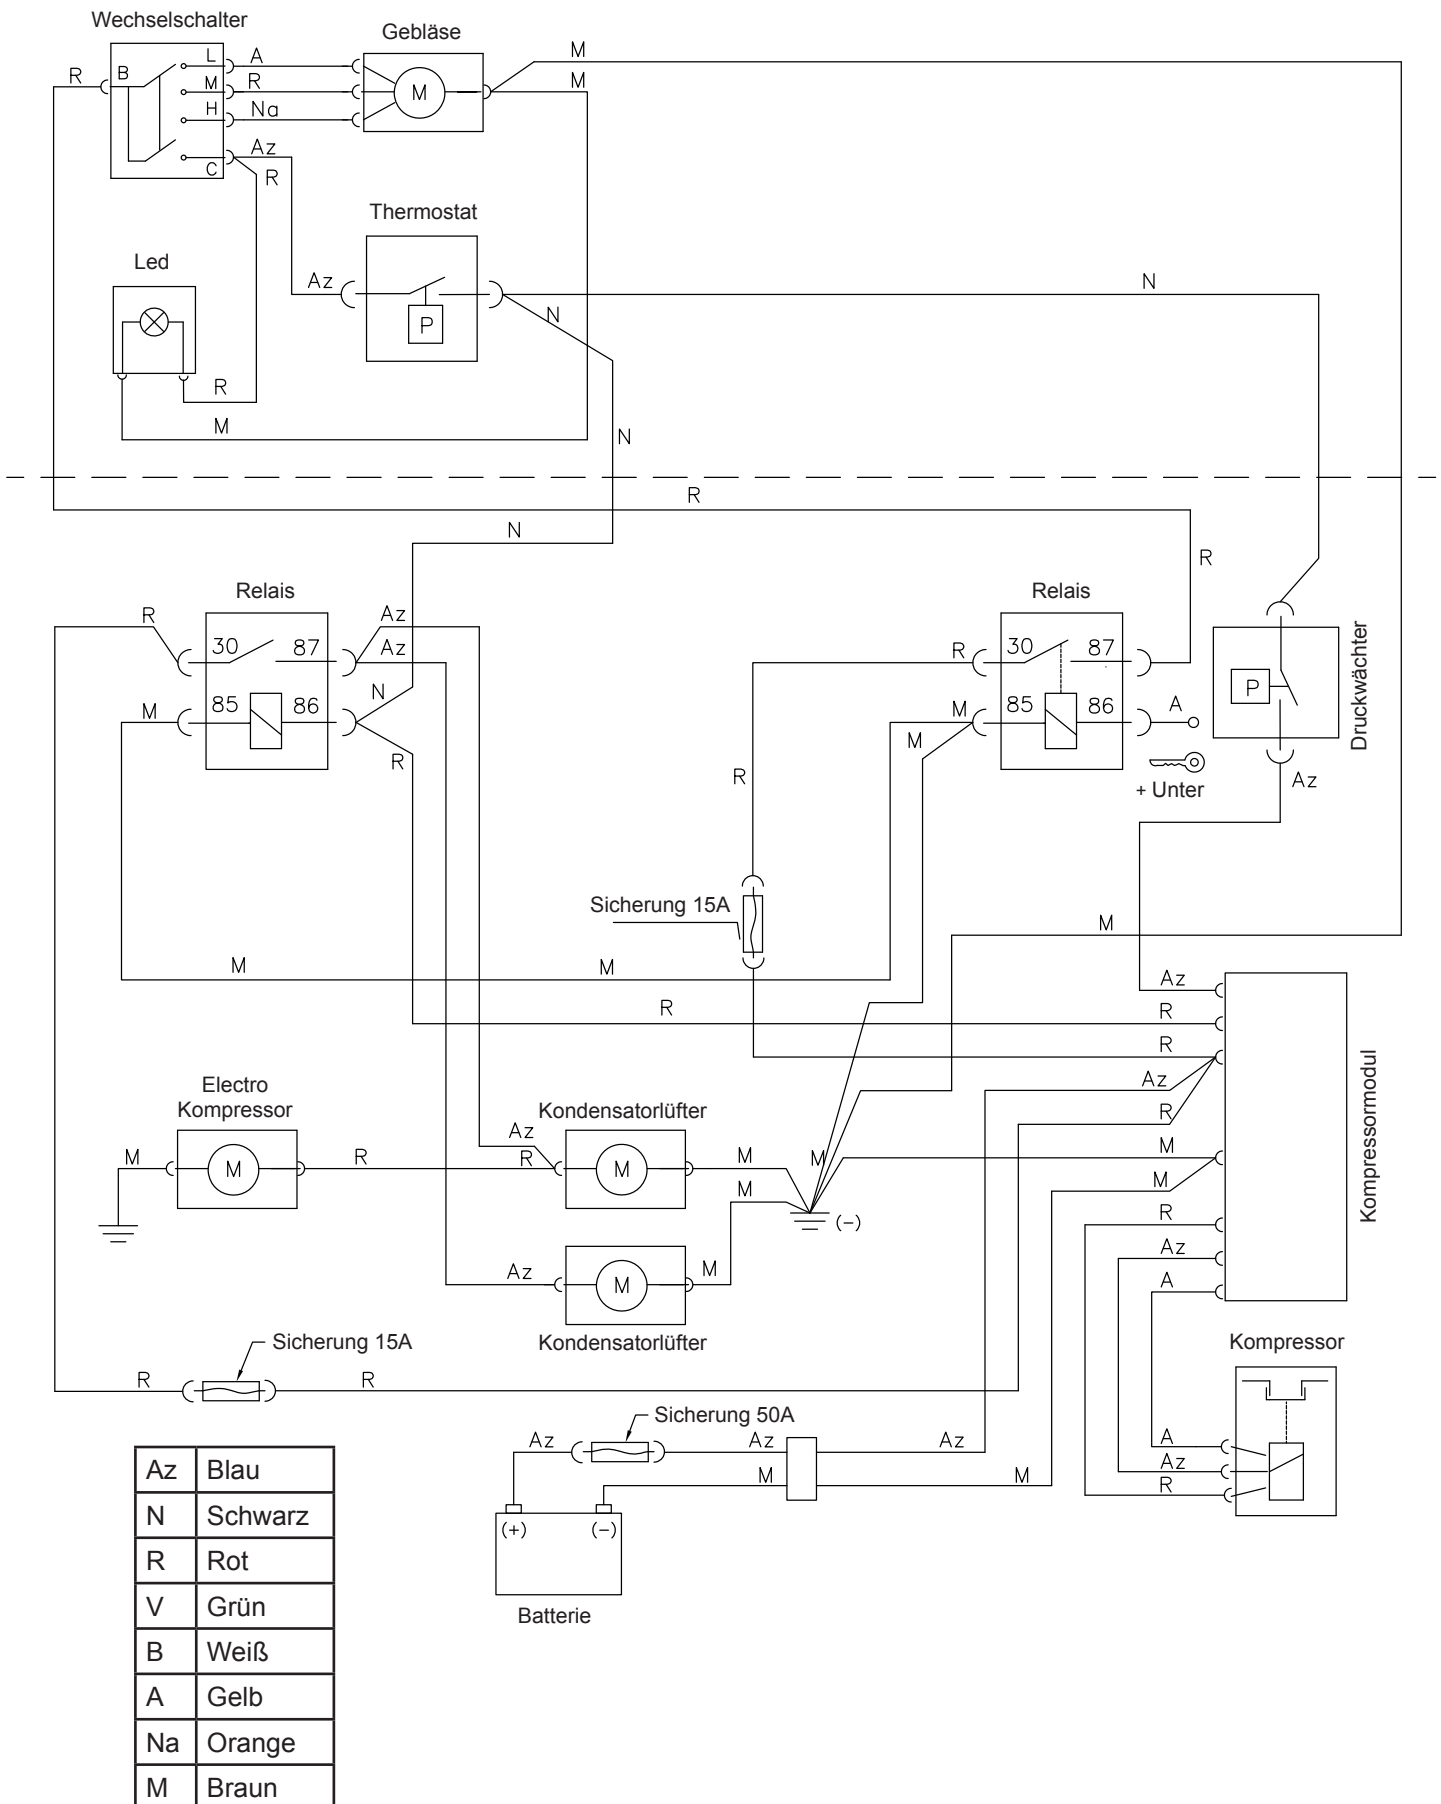 Wechselschalter
Gebläse
M
R
B
L
A
M
R
H
Na
M
M
Az
C
R
Thermostat
Led
Az
P
N
N
R
M
N
R
N
R
Relais
Relais
R
30
87
Az
Az
M
85
86
N
R
R
30
87
M
85
86
A
M
+ Unter
P
Druckwächter
Az
R
Sicherung 15A
M
M
M
R
Az
R
R
Az
R
M
M
R
Az
A
Kompressormodul
Electro
Kompressor
M
M
R
Kondensatorlüfter
Az
R
M
M
M
M
(-)
Az
M
M
Kondensatorlüfter
Sicherung 15A
R
R
Kompressor
A
Az
R
Sicherung 50A
Az
Az
Az
M
M
(+)
(-)
Batterie
Az Blau
N Schwarz
R Rot
V Grün
B Weiß
A Gelb
Na Orange
M Braun